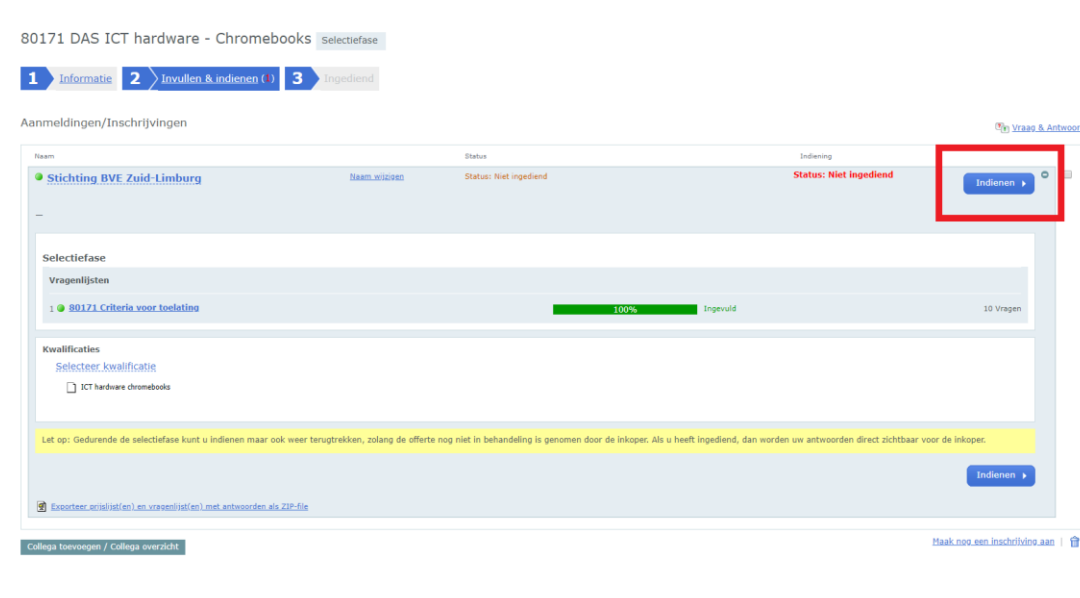 80171 DAS ICT hardware - Chromebooks Selectiefase
1 Informatie 2 Invullen & indienen (1) 3 Ingediend
Aanmeldingen/Inschrijvingen
Vraag & Antwoor
Naam Status Indiening
Stichting BVE Zuid-Limburg Naam wijzigen Status: Niet ingediend Status: Niet ingediend Indienen
Selectiefase
Vragenlijsten
1 80171 Criteria voor toelating 100% Ingevuld 10 Vragen
Kwalificaties
Selecteer kwalificatie
ICT hardware chromebooks
Let op: Gedurende de selectiefase kunt u indienen maar ook weer terugtrekken, zolang de offerte nog niet in behandeling is genomen door de inkoper. Als u heeft ingediend, dan worden uw antwoorden direct zichtbaar voor de inkoper.
Indienen
Exporteer prijslijst(en) en vragenlijst(en) met antwoorden als ZIP-file
Collega toevoegen / Collega overzicht
Maak nog een inschrijving aan |